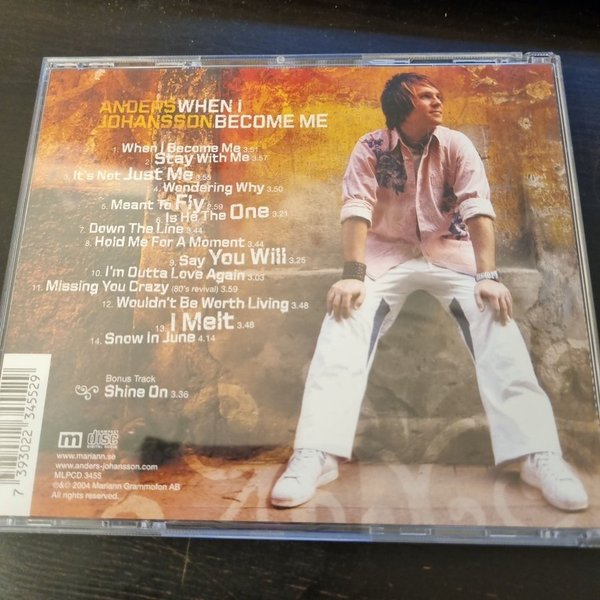 ANDERS WHEN I
JOHANSSON BECOME ME
1. When I Become Me 3.51
2. Stay With Me 3.57
3. It's Not Just Me 3.55
4. Wendering Why 3.50
5. Meant To Fly 2.59
6. Is He The One 3.21
7. Down The Line 3.44
8. Hold Me For A Moment 3.44
9. Say You Will 3.25
10. I'm Outta Love Again 3.03
11. Missing You Crazy (80's revival) 3.59
12. Wouldn't Be Worth Living 3.48
13. I Melt 3.48
14. Snow In June 4.14
Bonus Track
Shine On 3.36
m COMPACT disc DIGITAL AUDIO
www.mariann.se
www.anders-johansson.com
MLPCD 3455
℗&© 2004 Mariann Grammofon AB
All rights reserved.
7 393022 345529